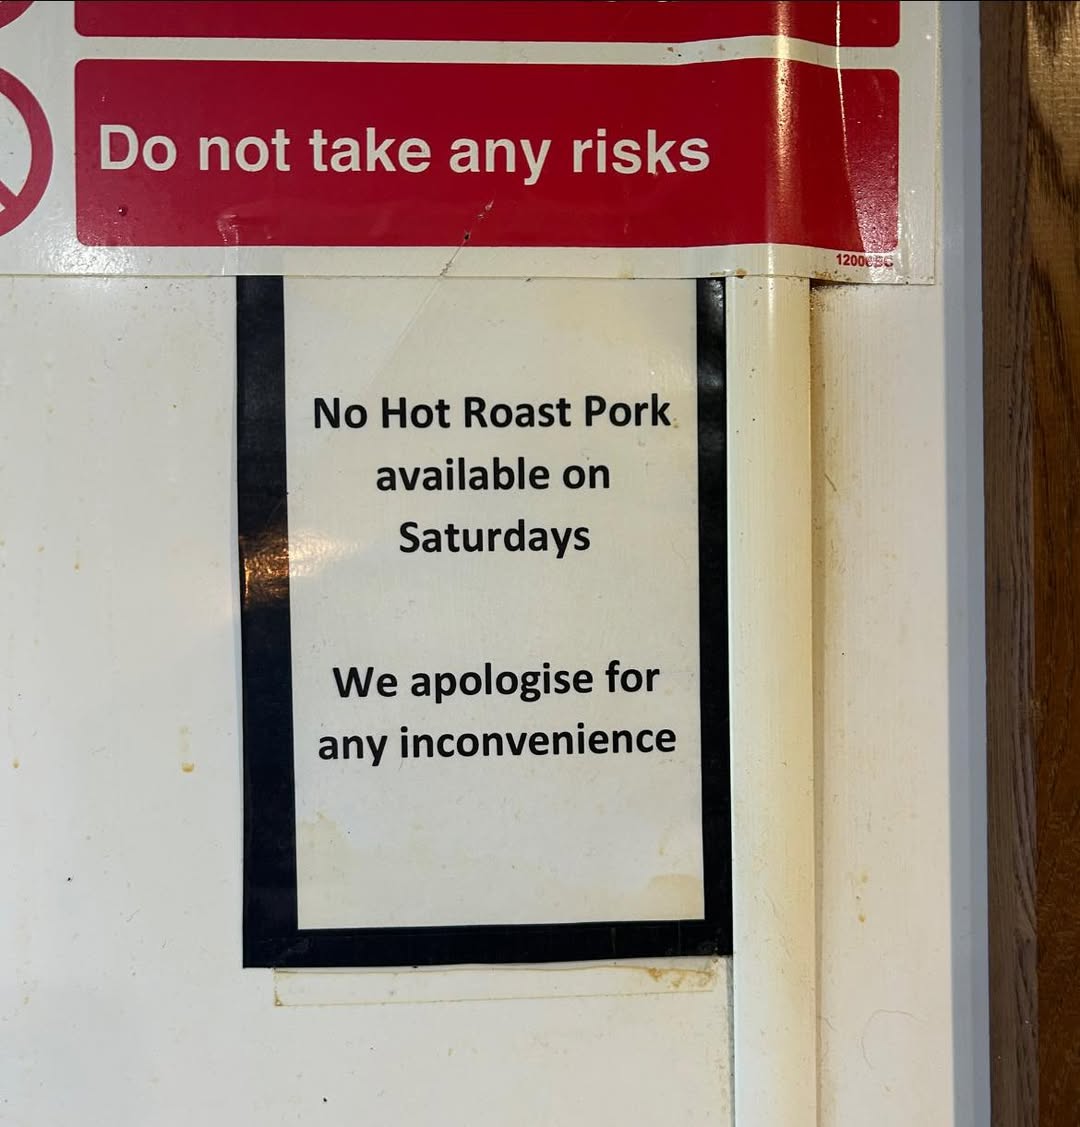 Do not take any risks
No Hot Roast Pork
available on
Saturdays
We apologise for
any inconvenience